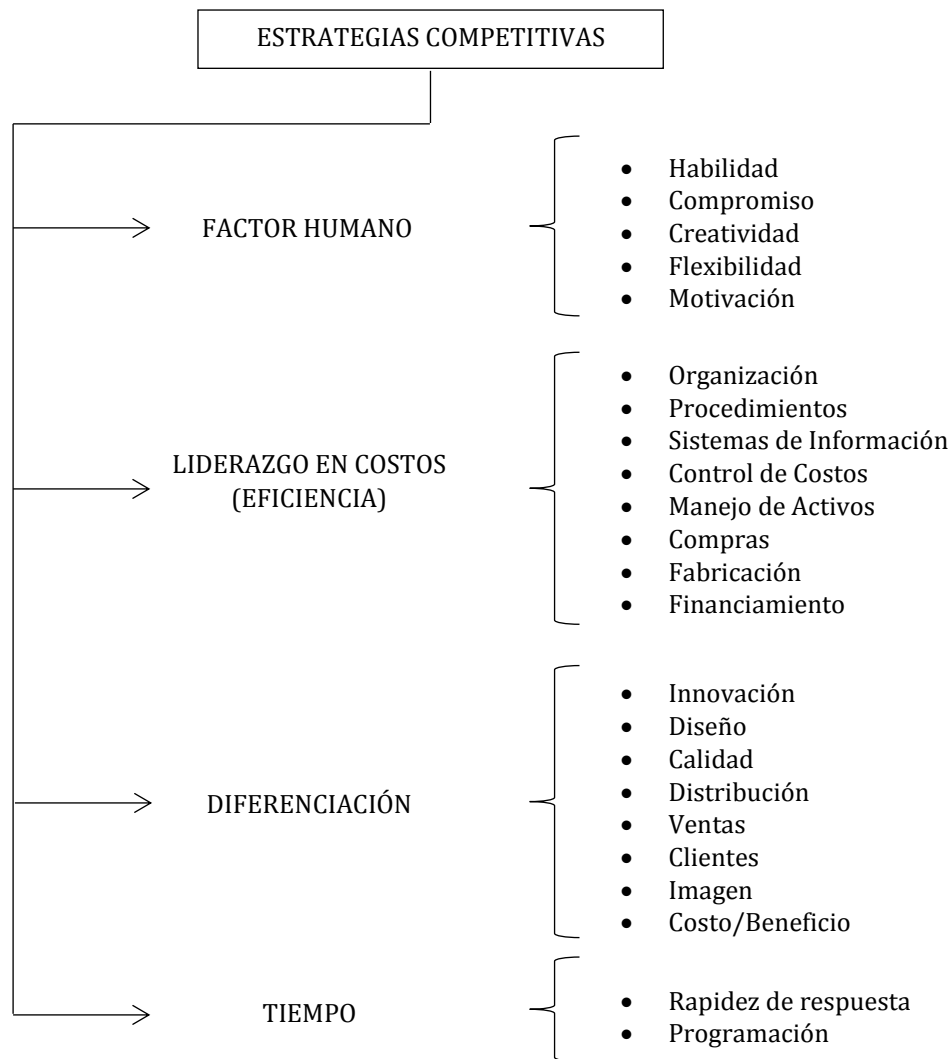 ESTRATEGIAS COMPETITIVAS
FACTOR HUMANO
• Habilidad
• Compromiso
• Creatividad
• Flexibilidad
• Motivación
LIDERAZGO EN COSTOS
(EFICIENCIA)
• Organización
• Procedimientos
• Sistemas de Información
• Control de Costos
• Manejo de Activos
• Compras
• Fabricación
• Financiamiento
DIFERENCIACIÓN
• Innovación
• Diseño
• Calidad
• Distribución
• Ventas
• Clientes
• Imagen
• Costo/Beneficio
TIEMPO
• Rapidez de respuesta
• Programación